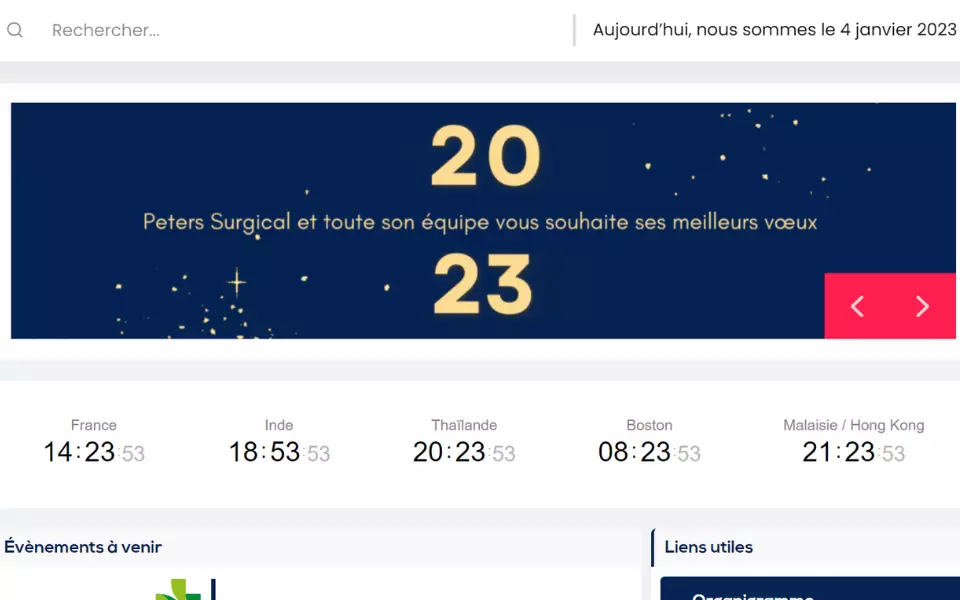 Rechercher...
Aujourd’hui, nous sommes le 4 janvier 2023
20
Peters Surgical et toute son équipe vous souhaite ses meilleurs vœux
23
France
14:23:53
Inde
18:53:53
Thaïlande
20:23:53
Boston
08:23:53
Malaisie / Hong Kong
21:23:53
Évènements à venir
Liens utiles
Organigramme